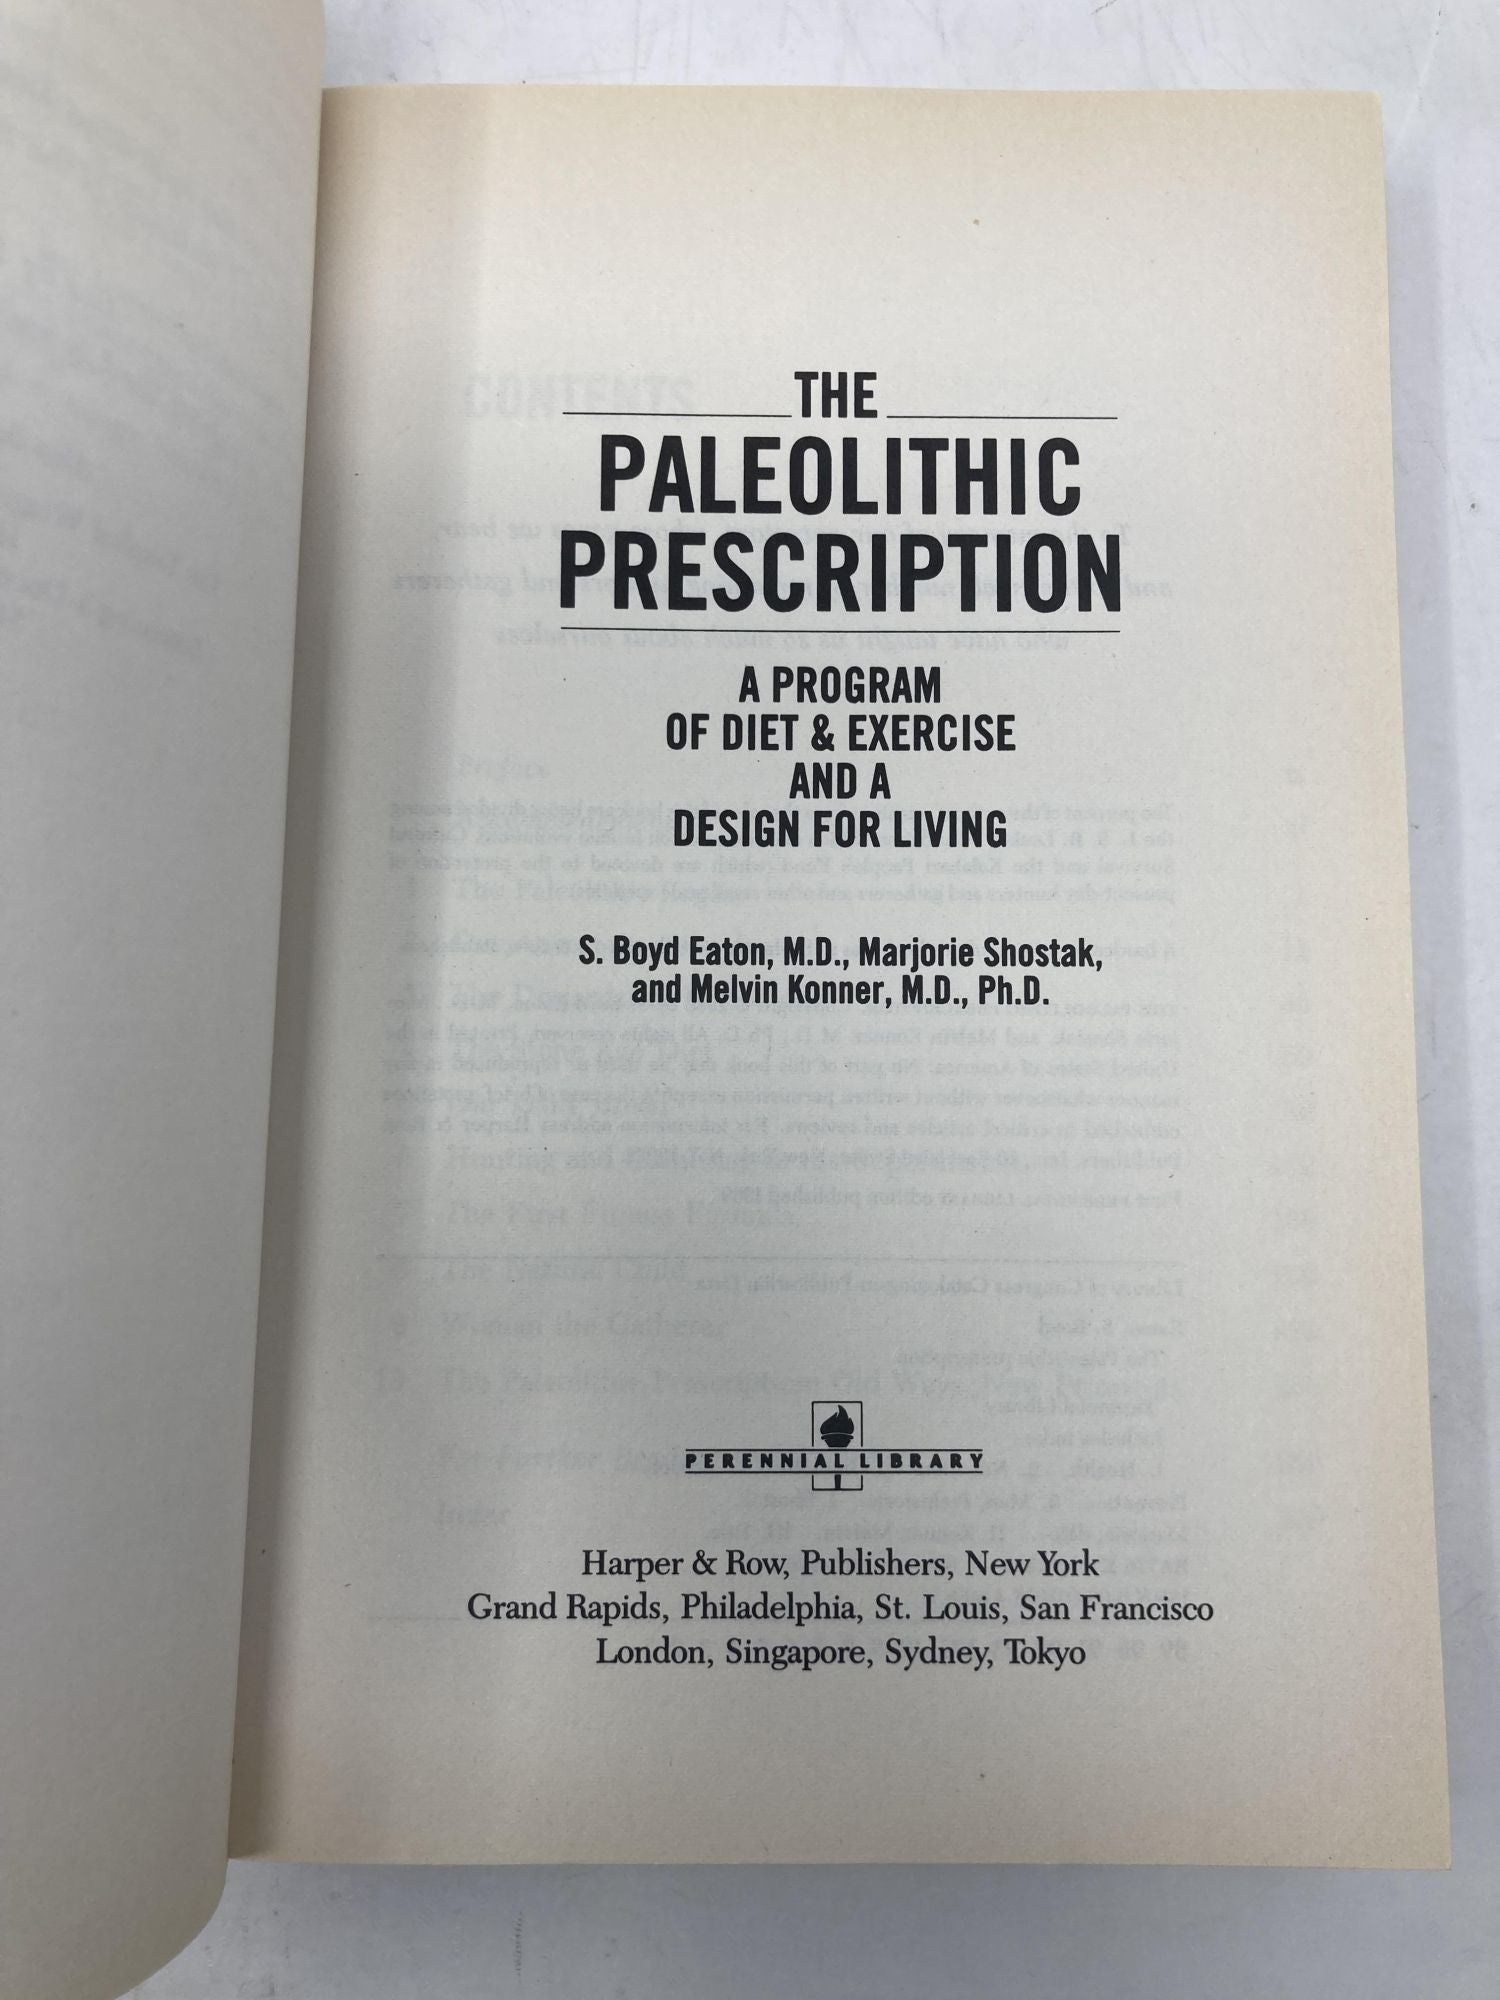 THE
PALEOLITHIC
PRESCRIPTION
A PROGRAM
OF DIET & EXERCISE
AND A
DESIGN FOR LIVING
S. Boyd Eaton, M.D., Marjorie Shostak,
and Melvin Konner, M.D., Ph.D.
PERENNIAL LIBRARY
Harper & Row, Publishers, New York
Grand Rapids, Philadelphia, St. Louis, San Francisco
London, Singapore, Sydney, Tokyo